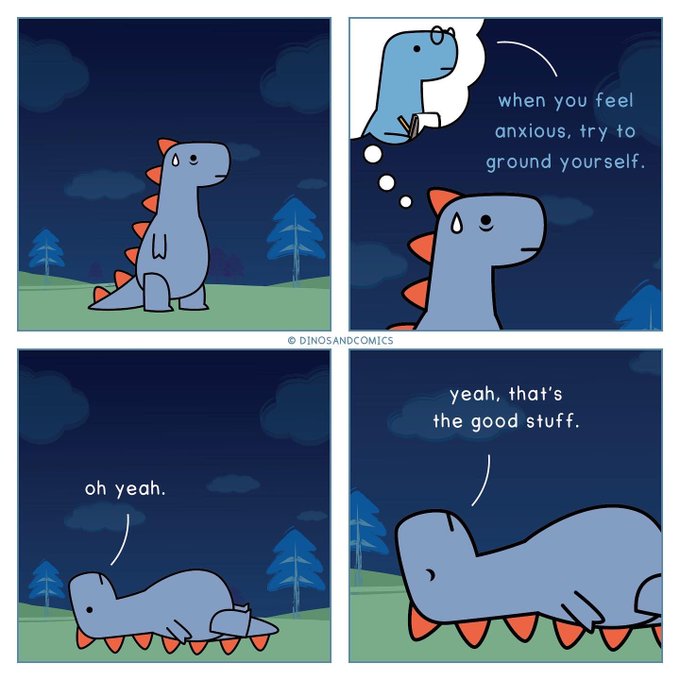 when you feel
anxious, try to
ground yourself.
© DINOSANDCOMICS
oh yeah.
yeah, that's
the good stuff.